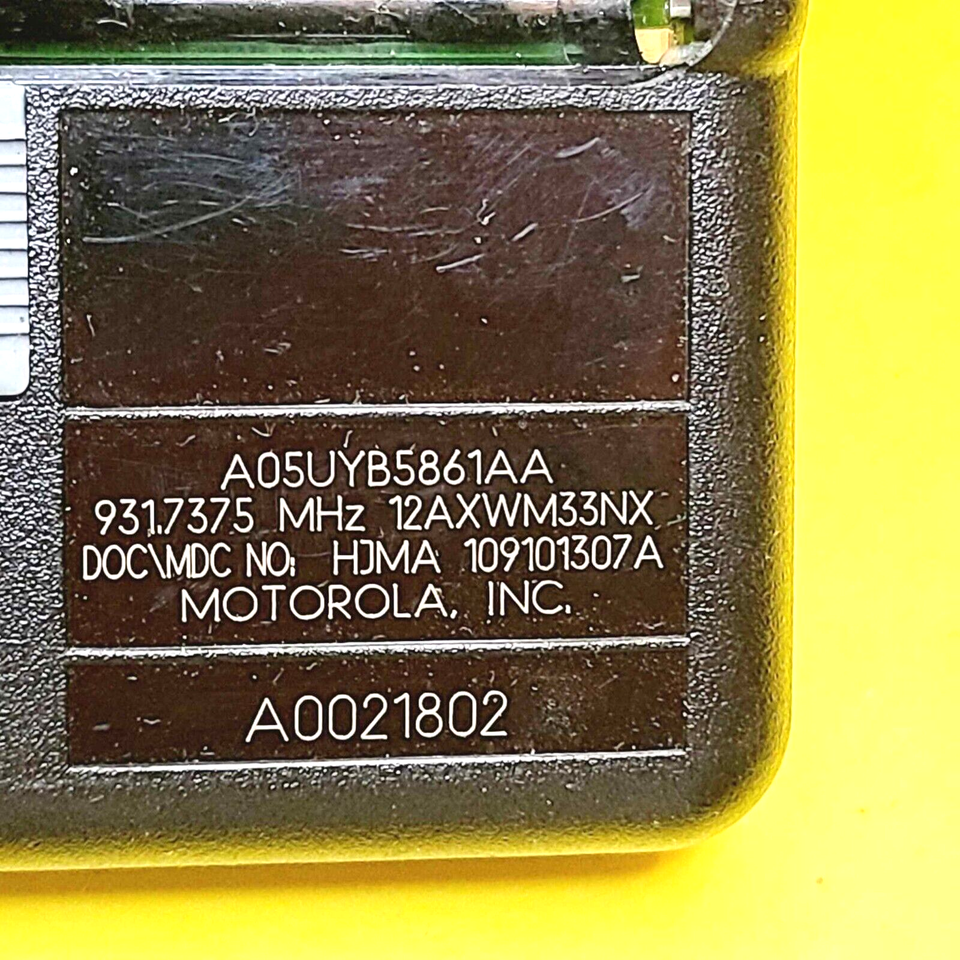 A05UYB5861AA
931.7375 MHz 12AXWM33NX
DOC\MDC NO: HJMA 109101307A
MOTOROLA, INC.
A0021802